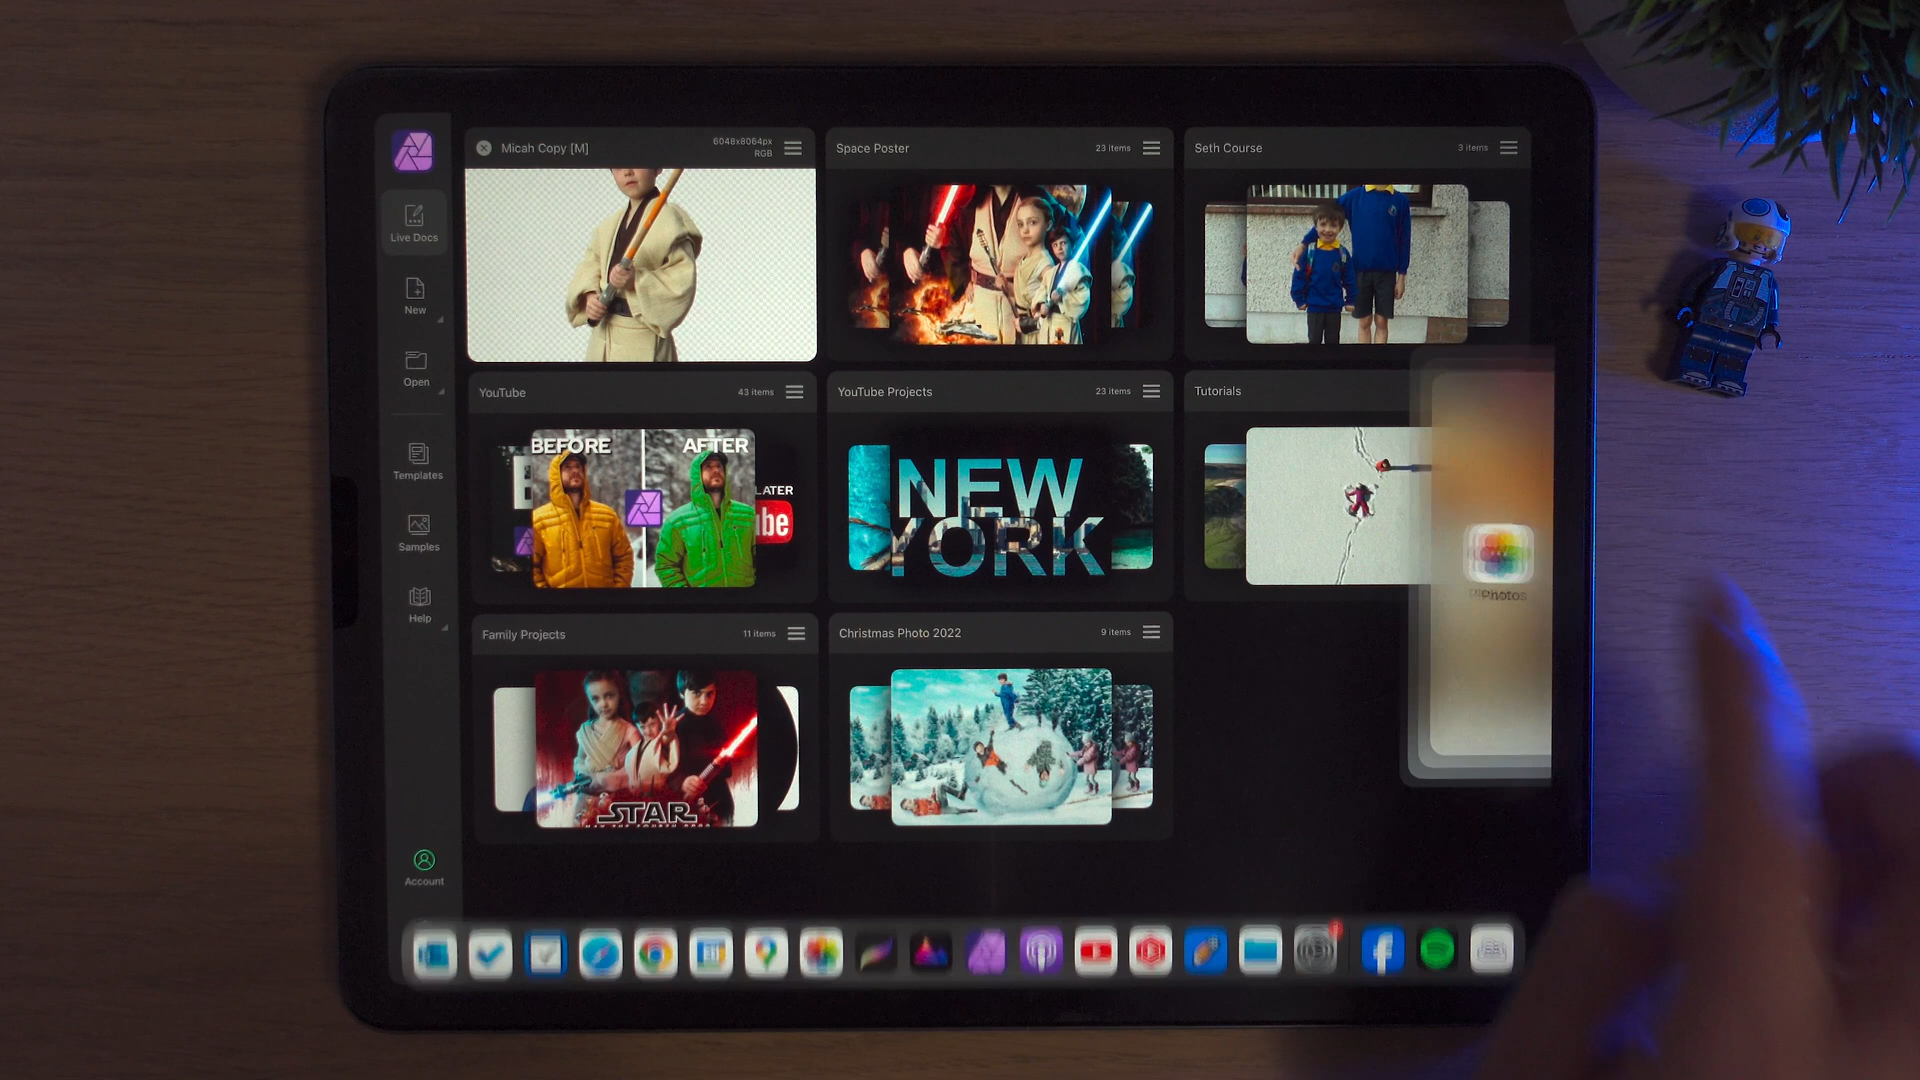 Micah Copy [M]
6048x8064px
RGB
Space Poster
23 items
Seth Course
3 items
Live Docs
New
Open
Templates
Samples
Help
Account
YouTube
43 items
BEFORE
AFTER
LATER
YouTube Projects
23 items
NEW
YORK
Tutorials
Photos
Family Projects
11 items
STAR
Christmas Photo 2022
9 items